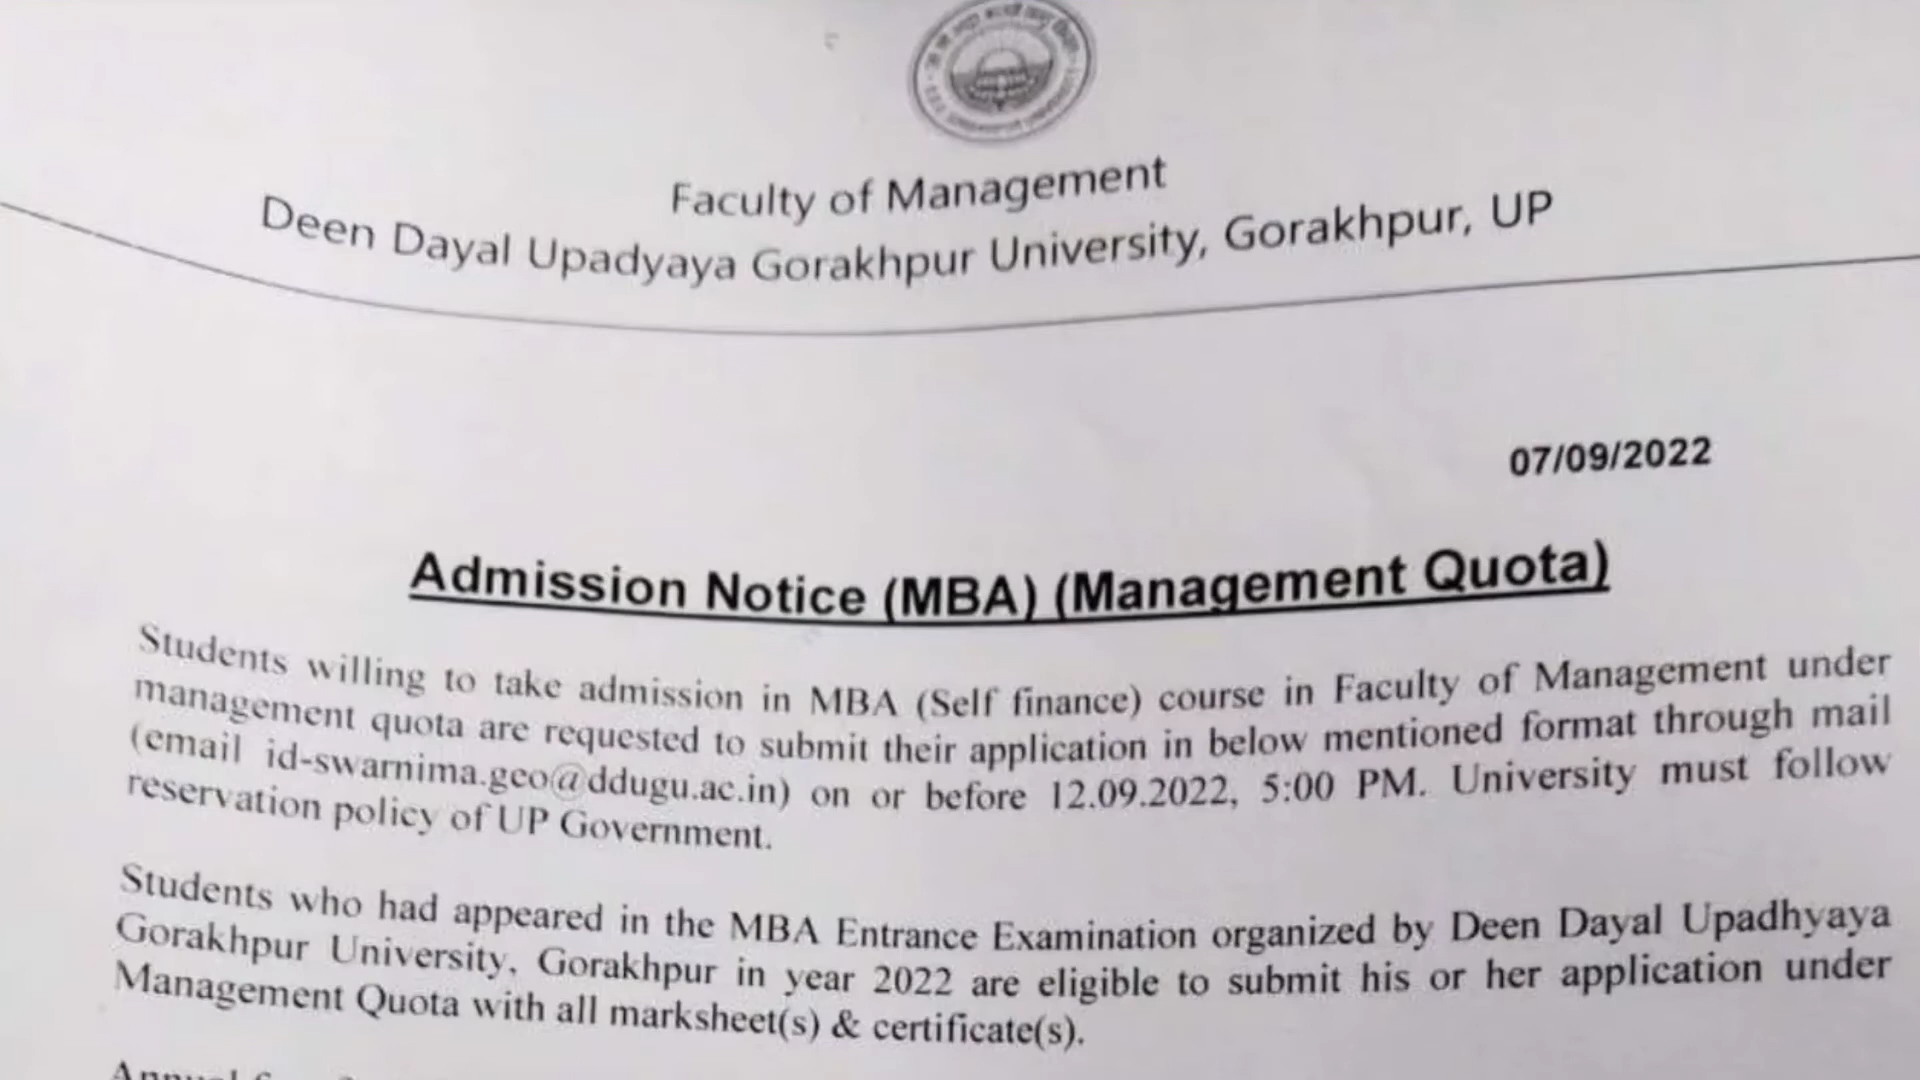 Faculty of Management
Deen Dayal Upadyaya Gorakhpur University, Gorakhpur, UP
07/09/2022
Admission Notice (MBA) (Management Quota)
Students willing to take admission in MBA (Self finance) course in Faculty of Management under
management quota are requested to submit their application in below mentioned format through mail
(email id-swarnima.geo@ddugu.ac.in) on or before 12.09.2022, 5:00 PM. University must follow
reservation policy of UP Government.
Students who had appeared in the MBA Entrance Examination organized by Deen Dayal Upadhyaya
Gorakhpur University, Gorakhpur in year 2022 are eligible to submit his or her application under
Management Quota with all marksheet(s) & certificate(s).